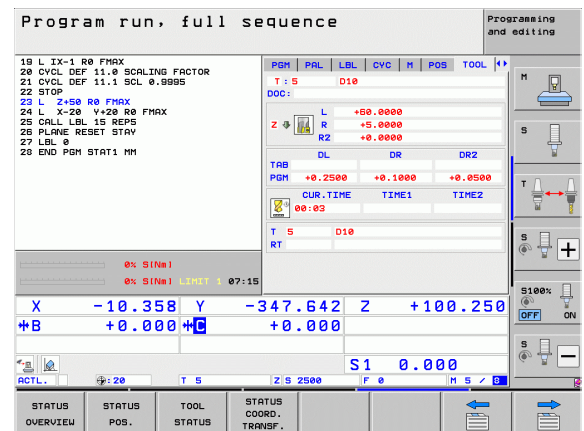 Program run, full sequence
Programming
and editing
19 L IX-1 R0 FMAX
20 CYCL DEF 11.0 SCALING FACTOR
21 CYCL DEF 11.1 SCL 0.9995
22 STOP
23 L Z+50 R0 FMAX
24 L X-20 Y+20 R0 FMAX
25 CALL LBL 15 REP5
26 PLANE RESET STAY
27 LBL 0
28 END PGM STAT1 MM
0% S[Nm]
0% S[Nm] LIMIT 1 07:15
PGM PAL LBL CYC M POS TOOL
T : 5 D10
DOC:
L +60.0000
Z R +5.0000
R2 +0.0000
DL DR DR2
TAB
PGM +0.2500 +0.1000 +0.0500
CUR.TIME TIME1 TIME2
00:03
T 5 D10
RT
X -10.358 Y -347.642 Z +100.250
B +0.000 C +0.000
S1 0.000
ACTL. : 20 T 5 Z S 2500 F 0 M 5 / 8
M
S
T
S
S100%
OFF ON
S
STATUS OVERVIEW
STATUS POS.
TOOL STATUS
STATUS COORD. TRANSF.